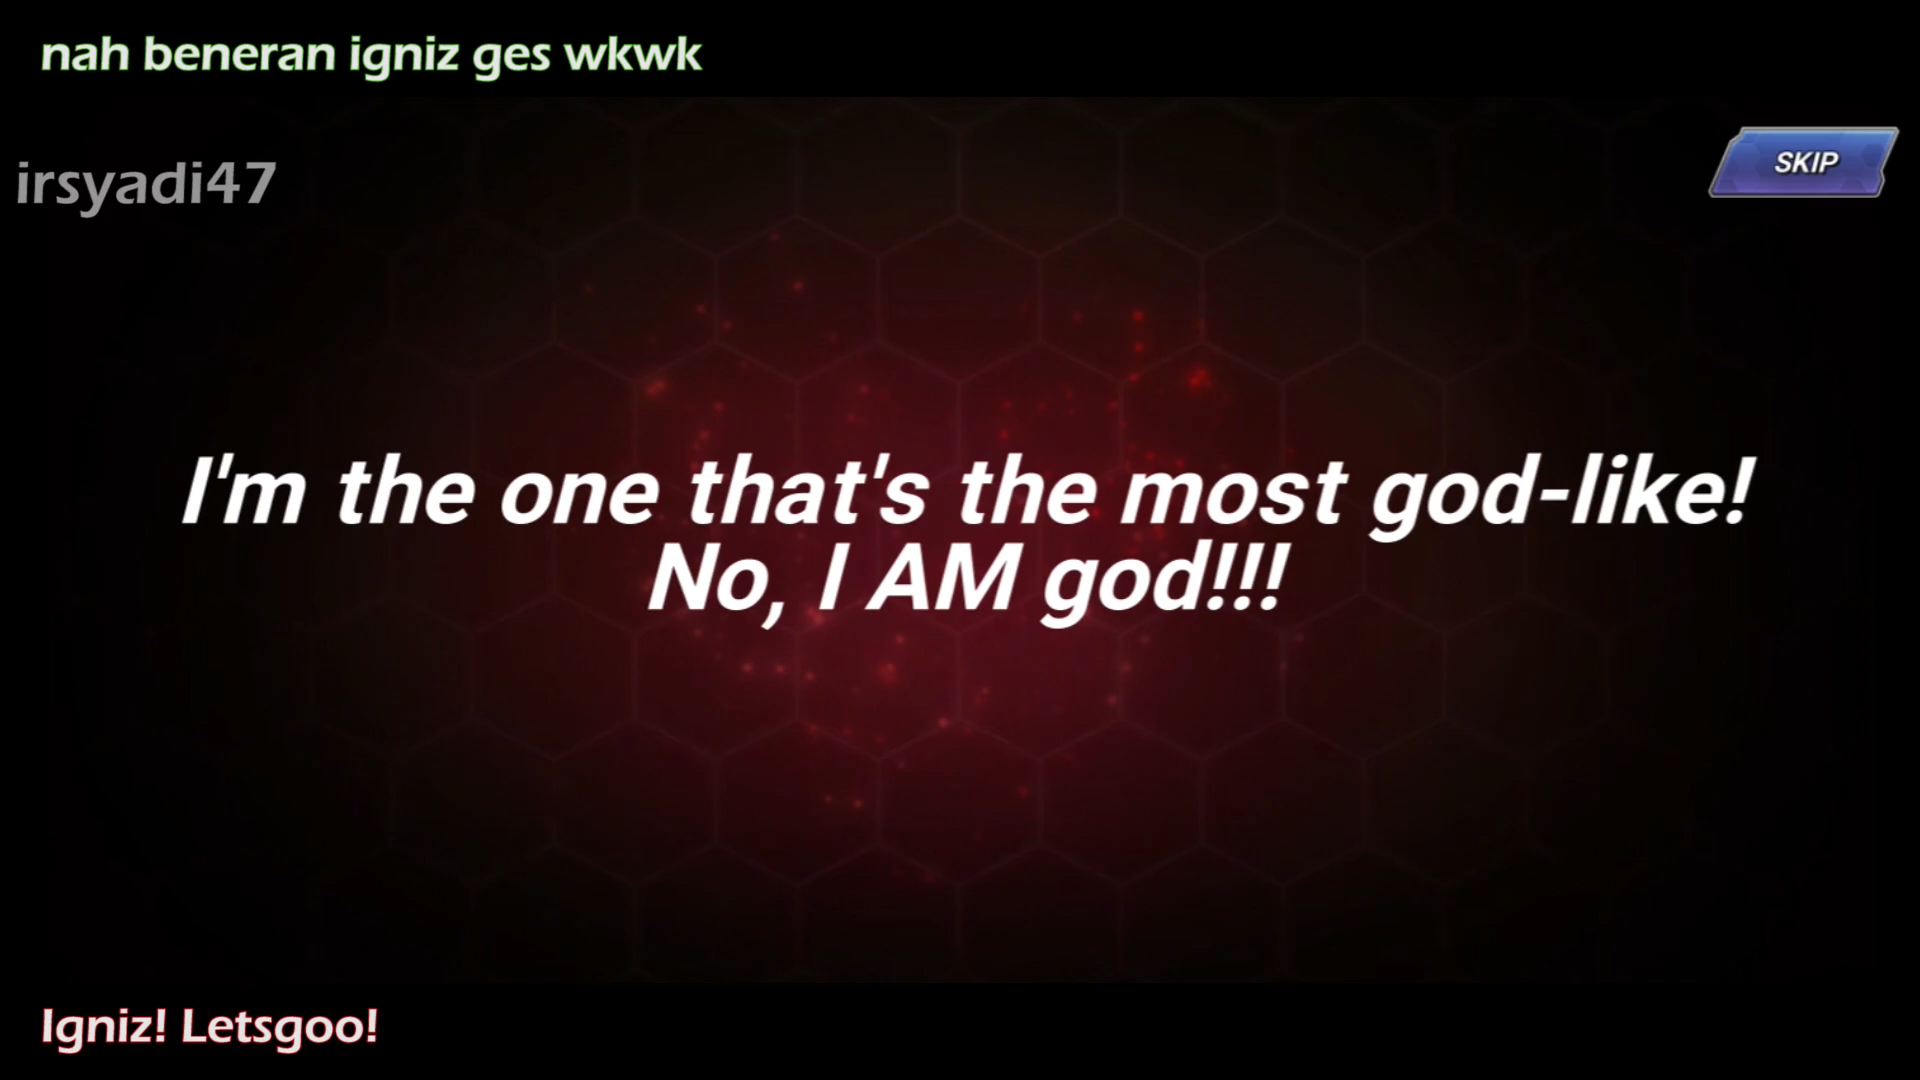 nah beneran igniz ges wkwk
irsyadi47
SKIP
I'm the one that's the most god-like!
No, I AM god!!!
Igniz! Letsgoo!